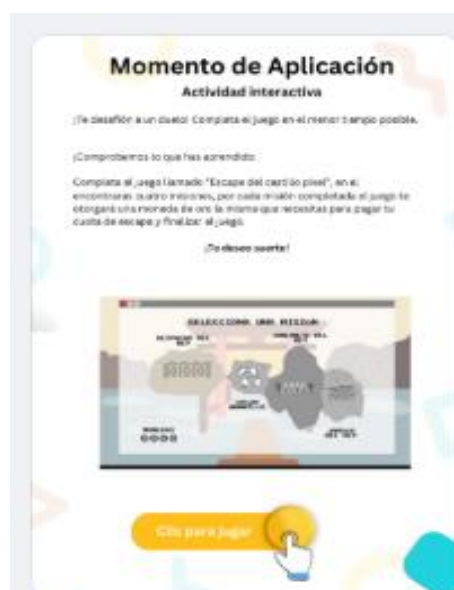 Momento de Aplicación
Actividad interactiva
¡Te desafío a un duelo! Completa el juego en el menor tiempo posible.
¡Comprobemos lo que has aprendido!
Completa el juego llamado "Escape del castillo pixel", en el
encontraras cuatro misiones, por cada misión completada el juego te
otorgará una moneda de oro la misma que necesitas para pagar tu
cuota de escape y finalizar el juego.
¡Te deseo suerte!
SELECCIONA UNA MISION
Clic para jugar